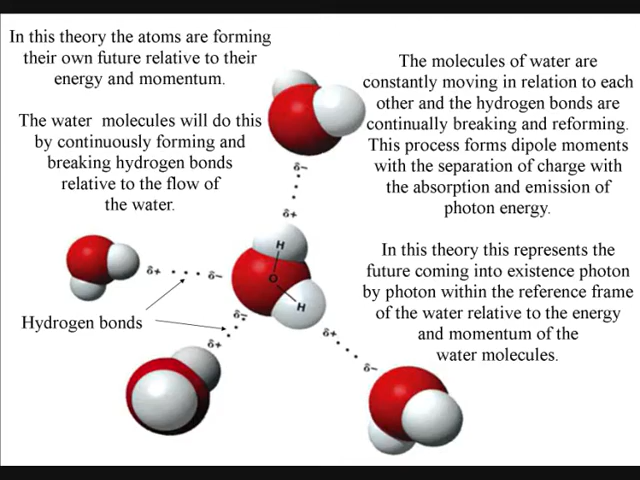 In this theory the atoms are forming
their own future relative to their
energy and momentum.
The water molecules will do this
by continuously forming and
breaking hydrogen bonds
relative to the flow of
the water.
The molecules of water are
constantly moving in relation to each
other and the hydrogen bonds are
continually breaking and reforming.
This process forms dipole moments
with the separation of charge with
the absorption and emission of
photon energy.
In this theory this represents the
future coming into existence photon
by photon within the reference frame
of the water relative to the energy
and momentum of the
water molecules.
δ−
δ+
H
O
H
δ+
δ−
Hydrogen bonds
δ−
δ+
δ+
δ−